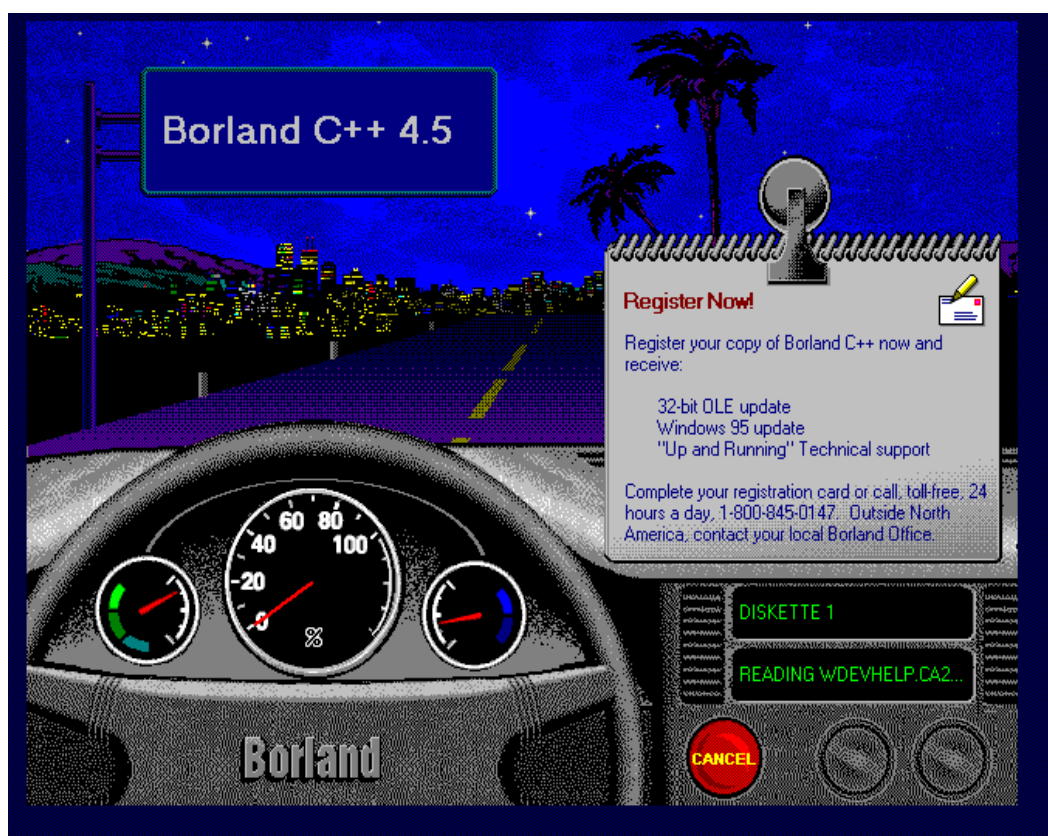 Borland C++ 4.5
Register Now!
Register your copy of Borland C++ now and
receive:
32-bit OLE update
Windows 95 update
"Up and Running" Technical support
Complete your registration card or call, toll-free, 24
hours a day, 1-800-845-0147. Outside North
America, contact your local Borland Office.
60 80
40 100
20
0
%
DISKETTE 1
READING WDEVHELP.CA2...
Borland
CANCEL